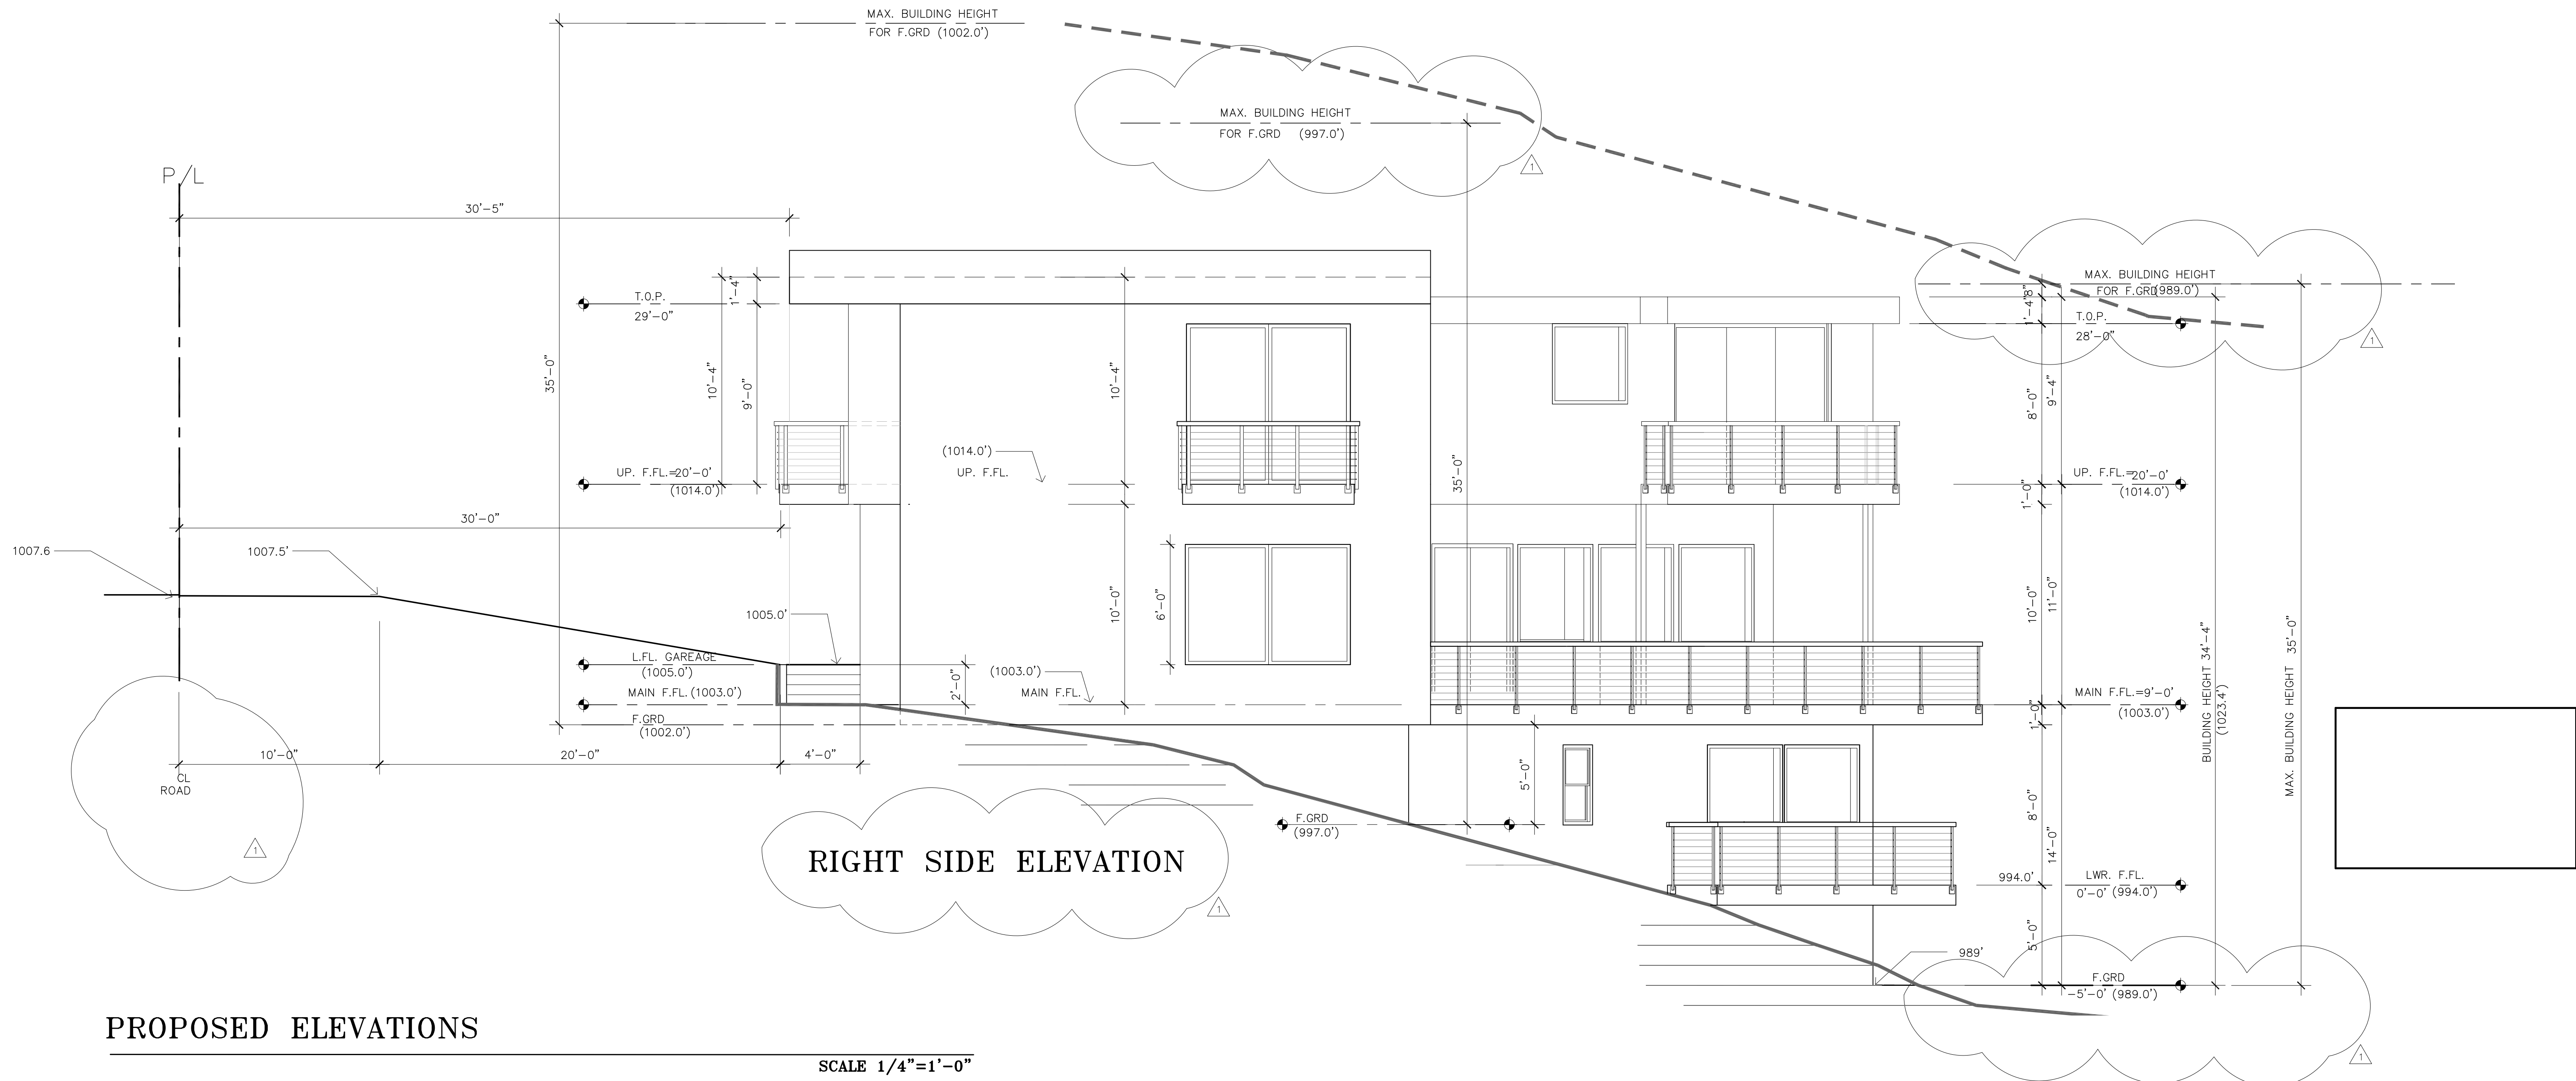 MAX. BUILDING HEIGHT
FOR F.GRD (1002.0')
MAX. BUILDING HEIGHT
FOR F.GRD (997.0')
1
P/L
30'-5"
MAX. BUILDING HEIGHT
FOR F.GRD (989.0')
1
T.O.P.
29'-0"
1'-4"
10'-4"
9'-0"
35'-0"
10'-4"
8"
1'-4"
T.O.P.
28'-0"
8'-0"
9'-4"
(1014.0')
UP. F.FL.
UP. F.FL.=20'-0'
(1014.0')
35'-0"
UP. F.FL.=20'-0'
(1014.0')
1'-0"
30'-0"
1007.6
1007.5'
1005.0'
10'-0"
6'-0"
10'-0"
11'-0"
L.FL. GAREAGE
(1005.0')
MAIN F.FL. (1003.0')
F.GRD
(1002.0')
2'-0"
(1003.0')
MAIN F.FL.
MAIN F.FL.=9'-0'
(1003.0')
1'-0"
BUILDING HEIGHT 34'-4"
(1023.4')
MAX. BUILDING HEIGHT 35'-0"
10'-0"
20'-0"
4'-0"
CL
ROAD
1
5'-0"
F.GRD
(997.0')
8'-0"
14'-0"
RIGHT SIDE ELEVATION
1
994.0'
LWR. F.FL.
0'-0' (994.0')
5'-0"
989'
F.GRD
-5'-0' (989.0')
1
PROPOSED ELEVATIONS
SCALE 1/4"=1'-0"